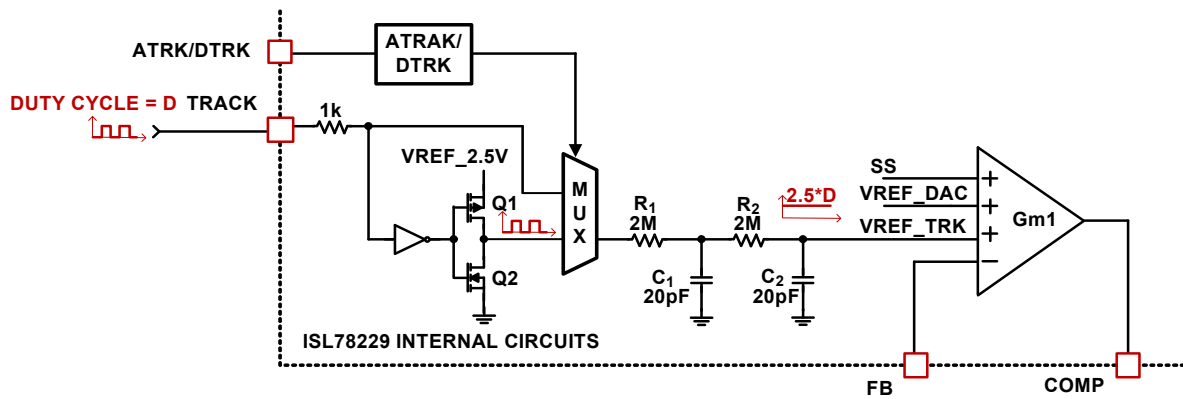 ATRK/DTRK
ATRAK/
DTRK
DUTY CYCLE = D TRACK
1k
VREF_2.5V
Q1
Q2
M
U
X
R1
2M
R2
2M
C1
20pF
C2
20pF
2.5*D
SS
VREF_DAC
VREF_TRK
+
+
+
−
Gm1
ISL78229 INTERNAL CIRCUITS
FB
COMP